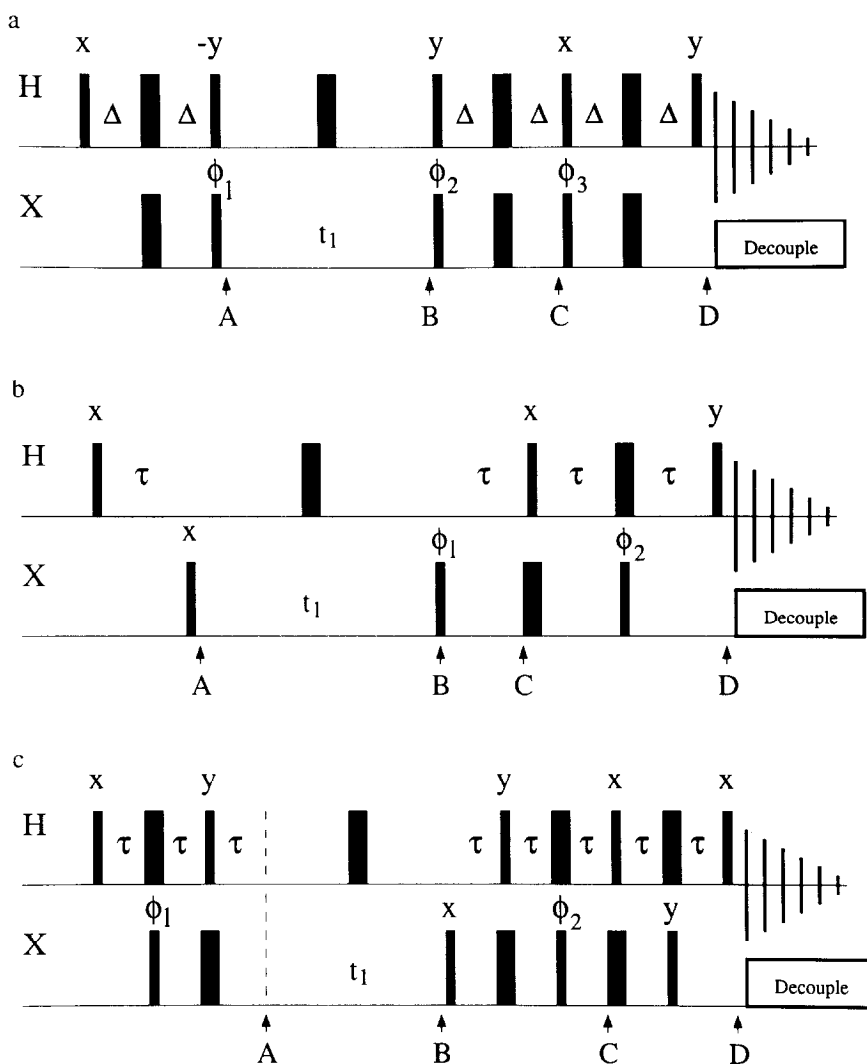 a
x -y y x y
H Δ Δ Δ Δ Δ Δ
ϕ1 ϕ2 ϕ3
X t1 Decouple
A B C D
b
x x y
H τ τ τ τ
x ϕ1 ϕ2
X t1 Decouple
A B C D
c
x y y x x
H τ τ τ τ τ τ τ τ
ϕ1 x ϕ2 y
X t1 Decouple
A B C D